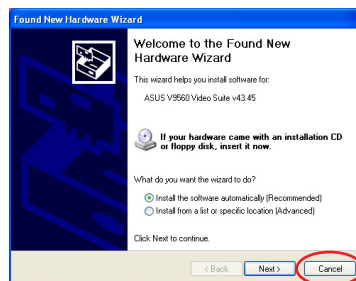 Found New Hardware Wizard
Welcome to the Found New
Hardware Wizard
This wizard helps you install software for:
ASUS V9560 Video Suite v43.45
If your hardware came with an installation CD
or floppy disk, insert it now.
What do you want the wizard to do?
Install the software automatically (Recommended)
Install from a list or specific location (Advanced)
Click Next to continue.
< Back Next > Cancel